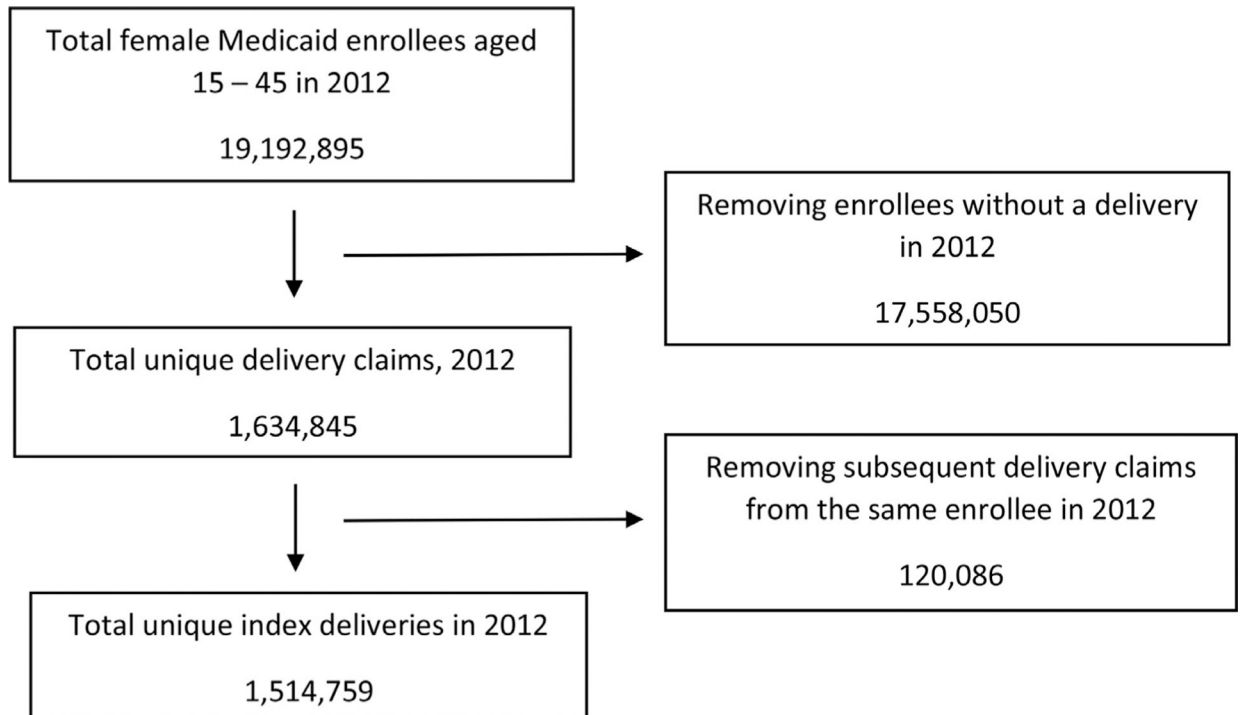 Total female Medicaid enrollees aged
15 – 45 in 2012
19,192,895
Removing enrollees without a delivery
in 2012
17,558,050
Total unique delivery claims, 2012
1,634,845
Removing subsequent delivery claims
from the same enrollee in 2012
120,086
Total unique index deliveries in 2012
1,514,759